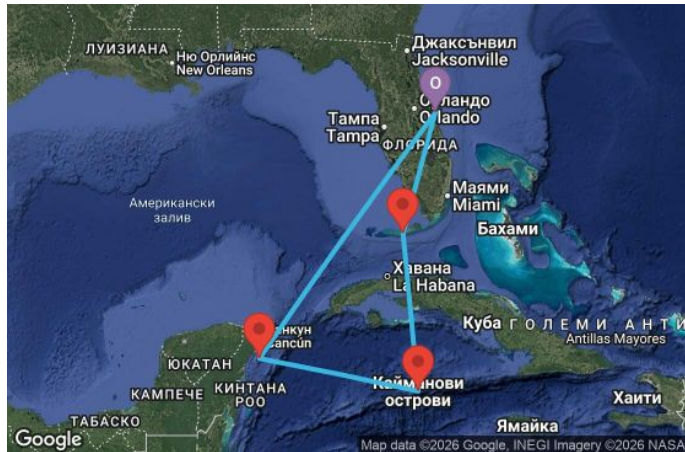 ЛУИЗИАНА
Ню Орлийнс
New Orleans
Джаксънвил
Jacksonville
O
Орландо
Orlando
Тампа
Tampa
ФЛОРИДА
Американски
залив
Маями
Miami
Бахами
Хавана
La Habana
Куба
ГОЛЕМИ АНТИ
Antillas Mayores
Cancún
ЮКАТАН
КАМПЕЧЕ
КИНТАНА
РОО
Кайманови
острови
Хаити
ТАБАСКО
Ямайка
Google
Map data ©2026 Google, INEGI Imagery ©2026 NASA